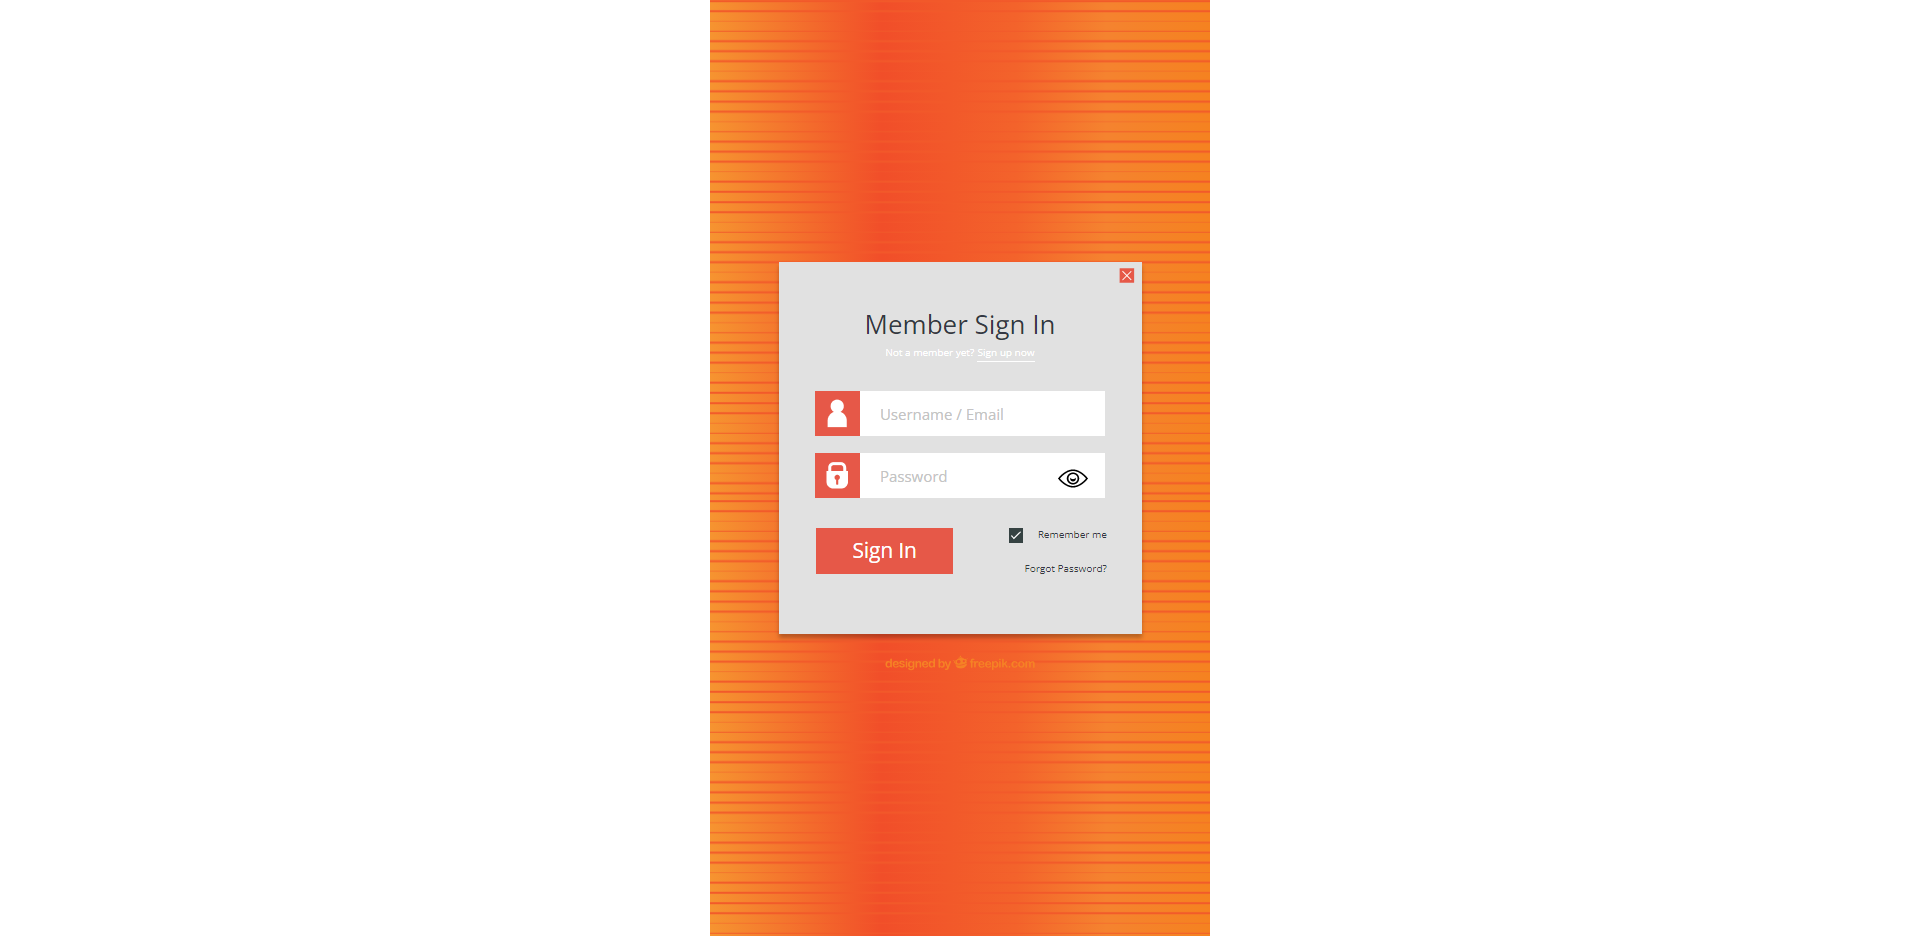 Member Sign In
Not a member yet? Sign up now
Username / Email
Password
Sign In
Remember me
Forgot Password?
designed by freepik.com